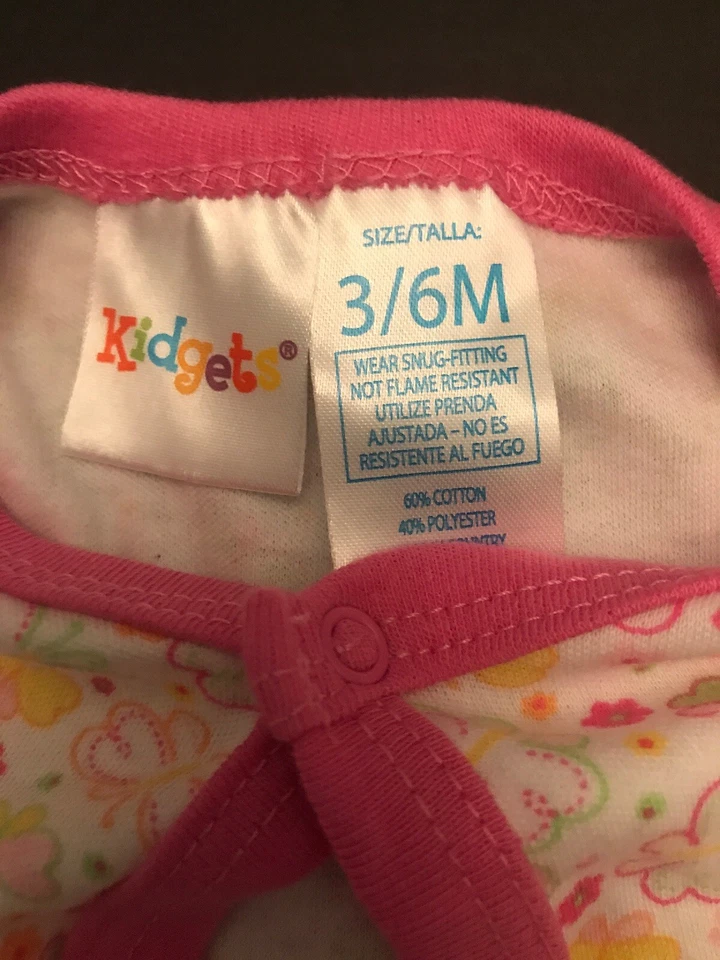 Kidgets®
SIZE/TALLA:
3/6M
WEAR SNUG-FITTING
NOT FLAME RESISTANT
UTILIZE PRENDA
AJUSTADA – NO ES
RESISTENTE AL FUEGO
60% COTTON
40% POLYESTER
COUNTRY